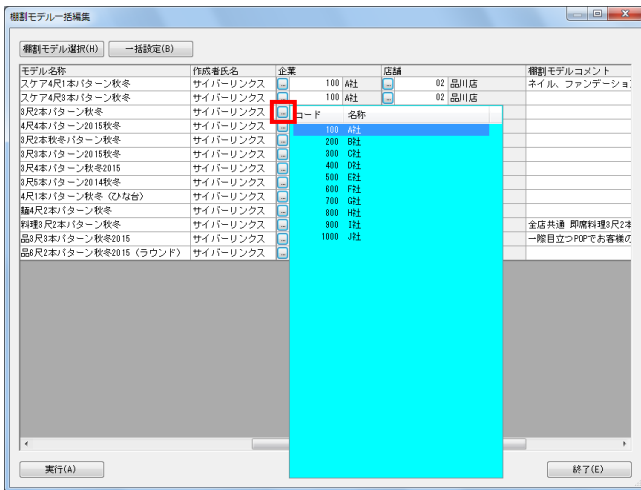 棚割モデル一括編集
棚割モデル選択(H) 一括設定(B)
モデル名称 作成者氏名 企業 店舗 棚割モデルコメント
スケア4尺1本パターン秋冬 サイバーリンクス ... 100 A社 ... 02 品川店 ネイル、ファンデーショ
スケア4尺3本パターン秋冬 サイバーリンクス ... 100 A社 ... 02 品川店
3尺2本パターン秋冬 サイバーリンクス ...
4尺4本パターン2015秋冬 サイバーリンクス ...
3尺2本秋冬パターン秋冬 サイバーリンクス ...
3尺3本パターン2015秋冬 サイバーリンクス ...
3尺4本パターン秋冬2015 サイバーリンクス ...
3尺5本パターン2014秋冬 サイバーリンクス ...
4尺1本パターン秋冬（ひな台） サイバーリンクス ...
麺4尺2本パターン秋冬 サイバーリンクス ...
料理3尺2本パターン秋冬 サイバーリンクス ... 全店共通 即席料理3尺2本
品3尺3本パターン秋冬2015 サイバーリンクス ... 一際目立つPOPでお客様の
品6尺2本パターン秋冬2015（ラウンド） サイバーリンクス ...
コード 名称
100 A社
200 B社
300 C社
400 D社
500 E社
600 F社
700 G社
800 H社
900 I社
1000 J社
実行(A) 終了(E)